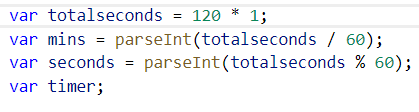 var totalseconds = 120 * 1;
var mins = parseInt(totalseconds / 60);
var seconds = parseInt(totalseconds % 60);
var timer;